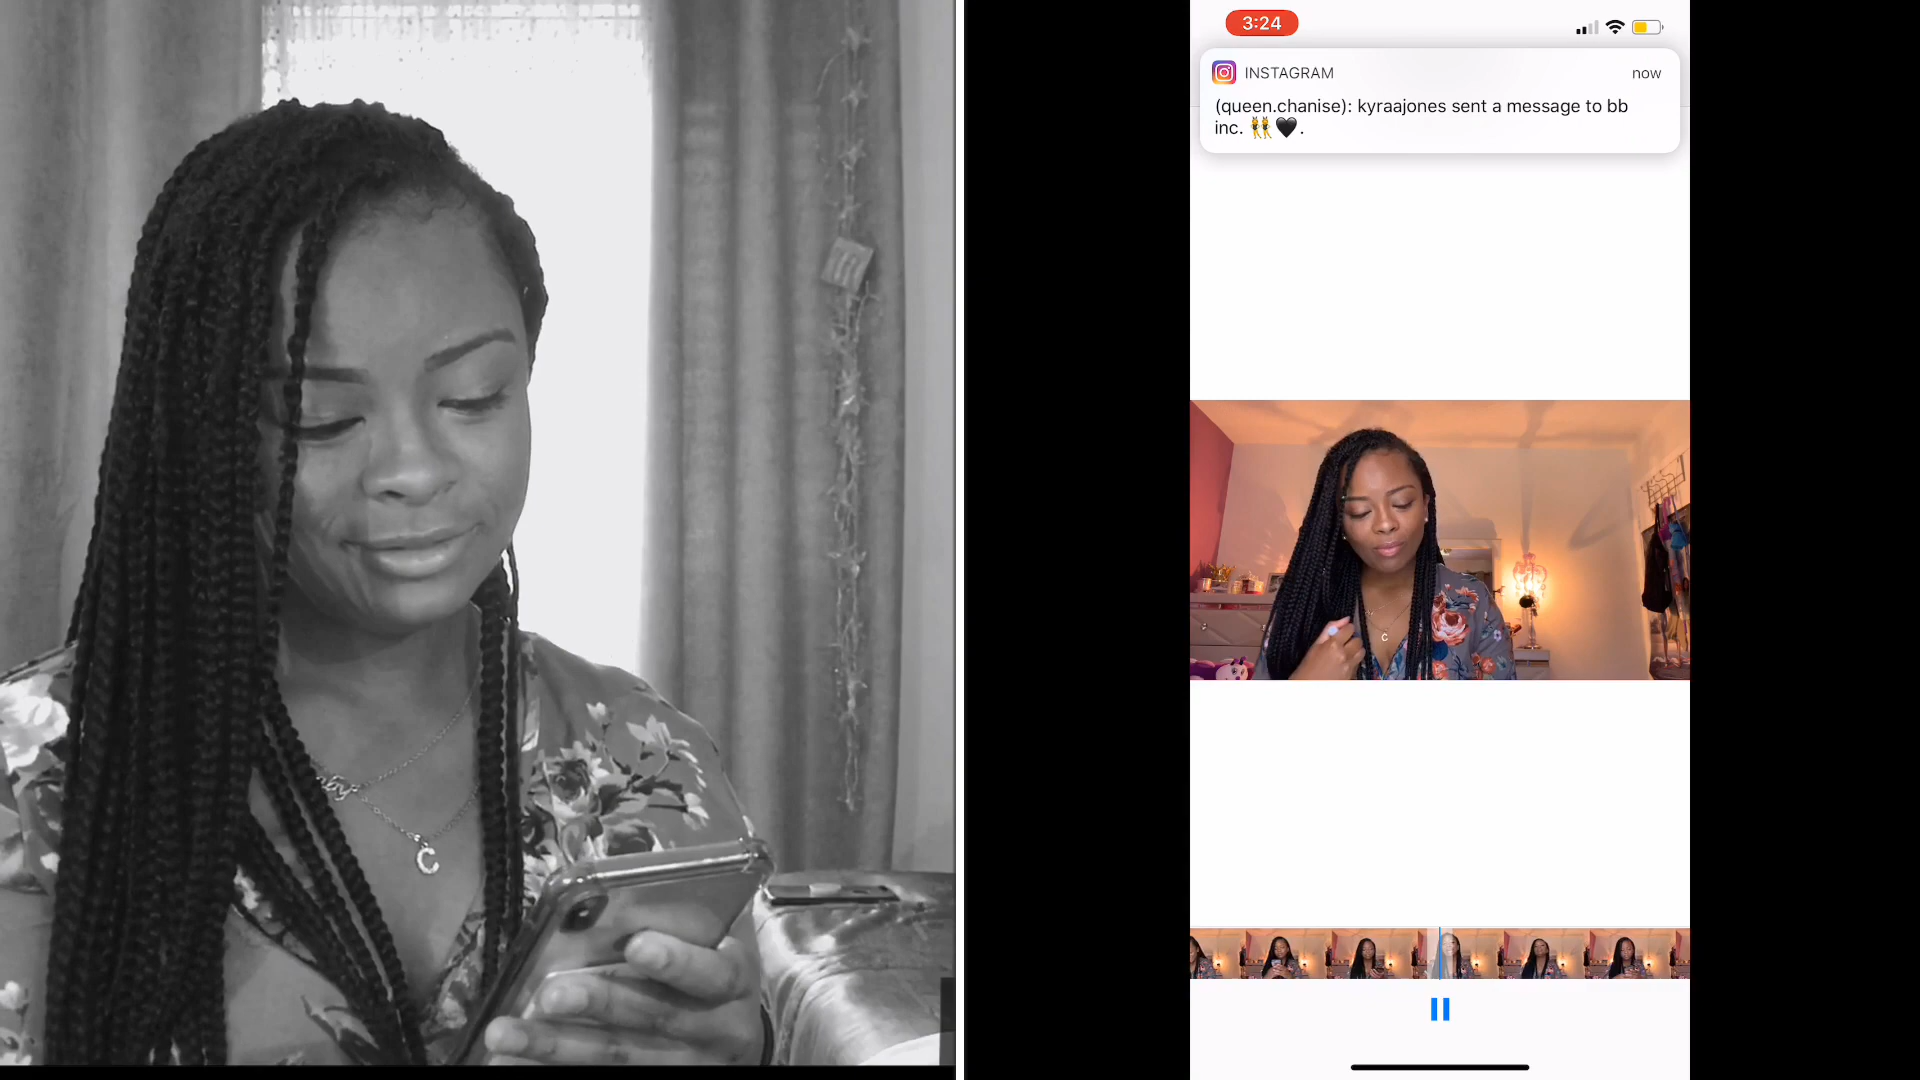 3:24
INSTAGRAM now
(queen.chanise): kyraajones sent a message to bb
inc. 👯🖤.
C
C